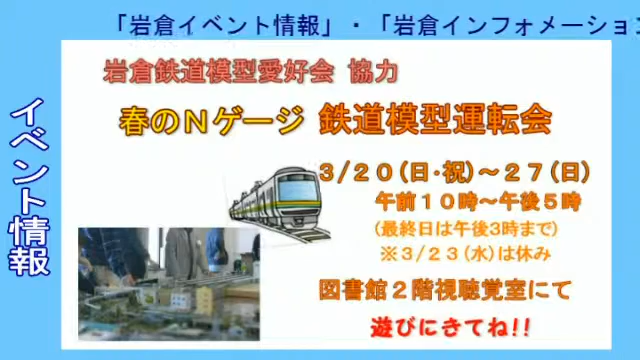 「岩倉イベント情報」・「岩倉インフォメーション
イベント情報
岩倉鉄道模型愛好会 協力
春のNゲージ 鉄道模型運転会
3/20(日・祝)～27(日)
午前10時～午後5時
(最終日は午後3時まで)
※3/23(水)は休み
図書館2階視聴覚室にて
遊びにきてね!!